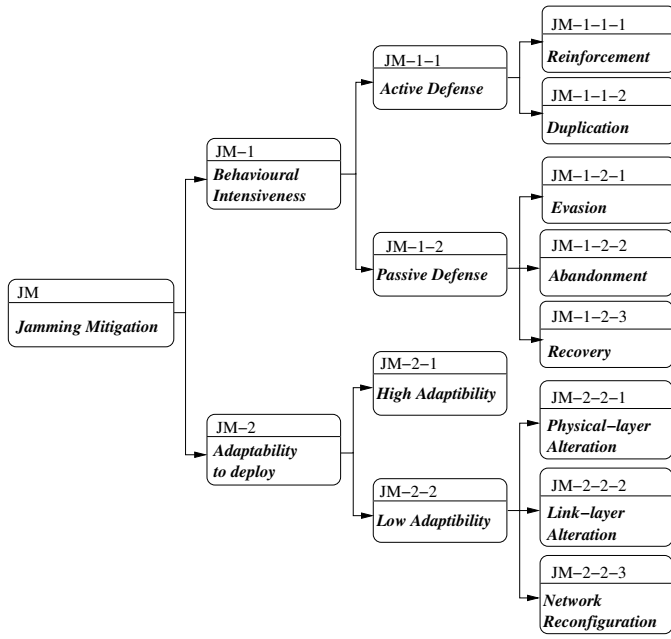 JM
Jamming Mitigation
JM−1
Behavioural
Intensiveness
JM−1−1
Active Defense
JM−1−1−1
Reinforcement
JM−1−1−2
Duplication
JM−1−2
Passive Defense
JM−1−2−1
Evasion
JM−1−2−2
Abandonment
JM−1−2−3
Recovery
JM−2
Adaptability
to deploy
JM−2−1
High Adaptibility
JM−2−2
Low Adaptibility
JM−2−2−1
Physical−layer
Alteration
JM−2−2−2
Link−layer
Alteration
JM−2−2−3
Network
Reconfiguration